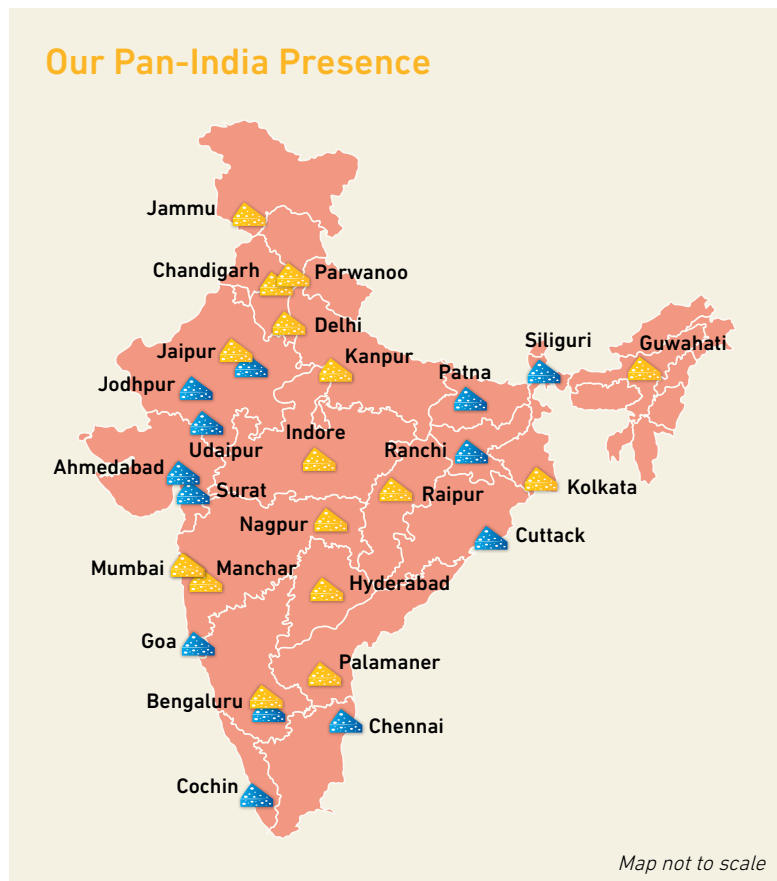 Our Pan-India Presence
Jammu
Chandigarh
Parwanoo
Delhi
Siliguri
Guwahati
Jaipur
Kanpur
Patna
Jodhpur
Indore
Udaipur
Ranchi
Ahmedabad
Surat
Raipur
Kolkata
Nagpur
Cuttack
Mumbai
Manchar
Hyderabad
Goa
Palamaner
Bengaluru
Chennai
Cochin
Map not to scale